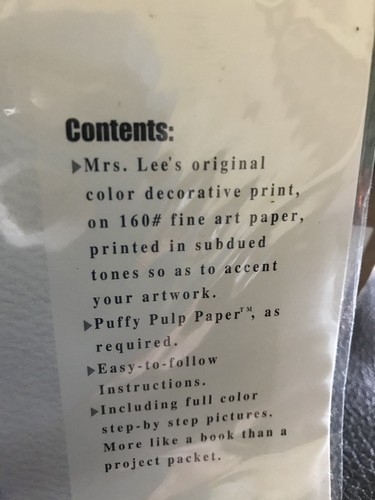 Contents:
Mrs. Lee's original
color decorative print,
on 160# fine art paper,
printed in subdued
tones so as to accent
your artwork.
Puffy Pulp Paper™, as
required.
Easy-to-follow
Instructions.
Including full color
step-by step pictures.
More like a book than a
project packet.